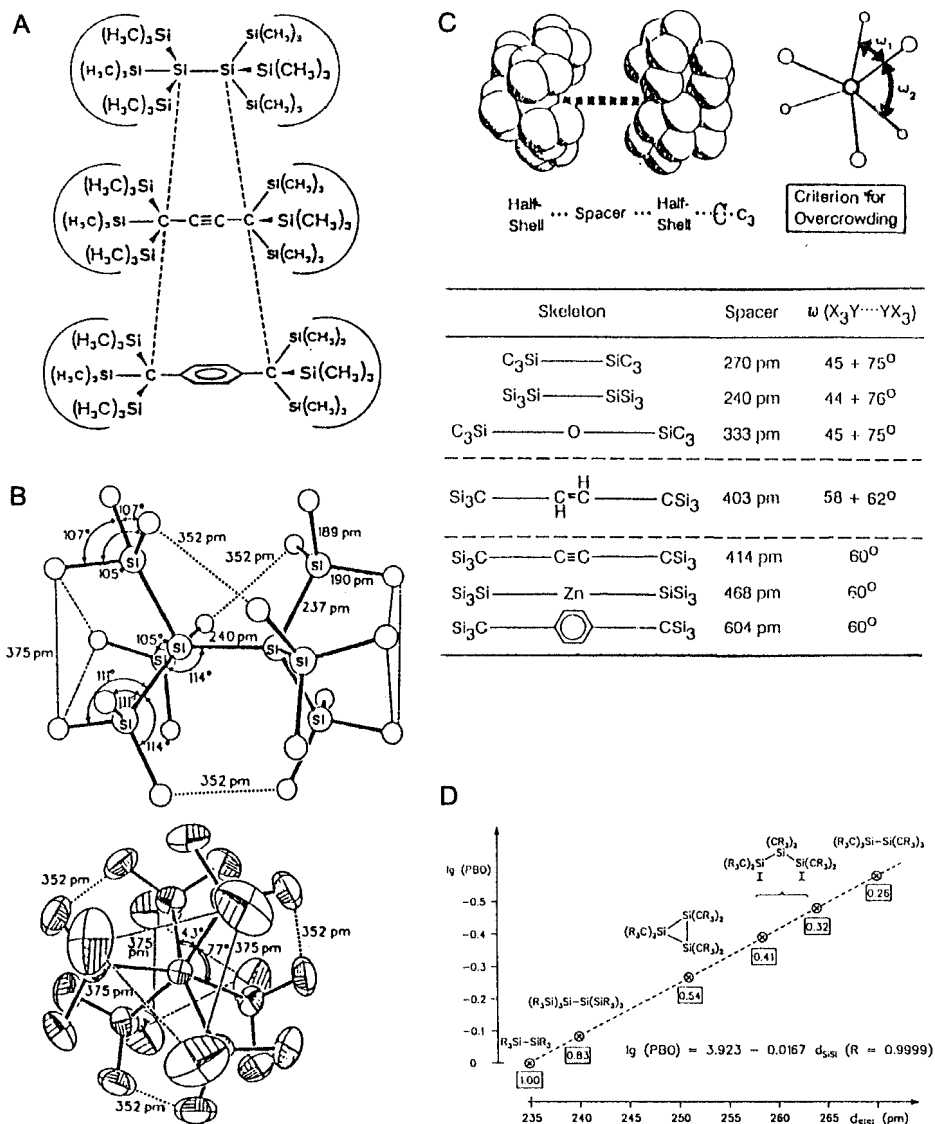 A
(H₃C)₃Si
Si(CH₃)₂
(H₃C)₃Si Si Si Si(CH₃)₃
(H₃C)₃Si
Si(CH₃)₃
(H₃C)₃Si
Si(CH₃)₃
(H₃C)₃Si C C≡C C Si(CH₃)₃
(H₃C)₃Si
Si(CH₃)₃
(H₃C)₃Si
Si(CH₃)₃
(H₃C)₃Si C C Si(CH₃)₃
(H₃C)₃Si
Si(CH₃)₃
B
107°
107°
105°
352 pm
352 pm
189 pm
Si
Si
190 pm
237 pm
375 pm
105°
240 pm
Si
Si
Si
Si
114°
111°
111°
114°
Si
Si
352 pm
352 pm
43°
77°
375 pm
375 pm
375 pm
352 pm
352 pm
C
ω₁
ω₂
Half-Shell ··· Spacer ··· Half-Shell C₃
Criterion for
Overcrowding
Skeleton Spacer ω (X₃Y····YX₃)
C₃Si SiC₃ 270 pm 45 + 75°
Si₃Si SiSi₃ 240 pm 44 + 76°
C₃Si O SiC₃ 333 pm 45 + 75°
Si₃C C=C H H CSi₃ 403 pm 58 + 62°
Si₃C C≡C CSi₃ 414 pm 60°
Si₃Si Zn SiSi₃ 468 pm 60°
Si₃C CSi₃ 604 pm 60°
D
lg (PBO)
-0.5
-0.4
-0.3
-0.2
-0.1
0
R₃Si-SiR₃
1.00
(R₃Si)₃Si-Si(SiR₃)₃
0.83
(R₃C)₂Si Si(CR₃)₂ Si(CR₃)₂
0.54
(CR₃)₂
Si
(R₃C)₂Si Si(CR₃)₂
I I
0.41
0.32
(R₃C)₃Si-Si(CR₃)₃
0.26
lg (PBO) = 3.923 - 0.0167 d_SiSi (R = 0.9999)
235 240 250 260 265 d_SiSi (pm)